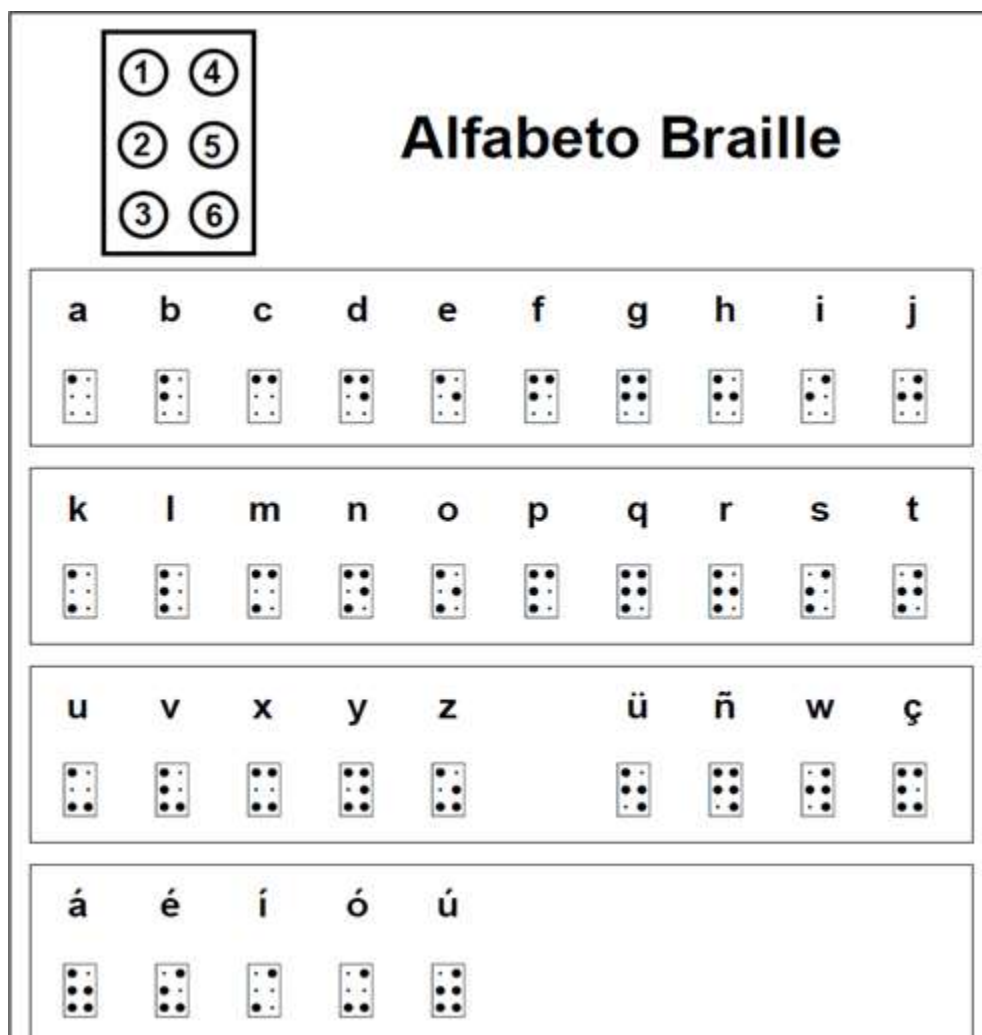 1 4
2 5
3 6
Alfabeto Braille
a b c d e f g h i j
⠁ ⠃ ⠉ ⠙ ⠑ ⠋ ⠛ ⠓ ⠊ ⠚
k l m n o p q r s t
⠅ ⠇ ⠍ ⠝ ⠕ ⠏ ⠟ ⠗ ⠎ ⠞
u v x y z ü ñ w ç
⠥ ⠧ ⠭ ⠽ ⠵ ⠳ ⠻ ⠺ ⠯
á é í ó ú
⠷ ⠮ ⠌ ⠬ ⠾